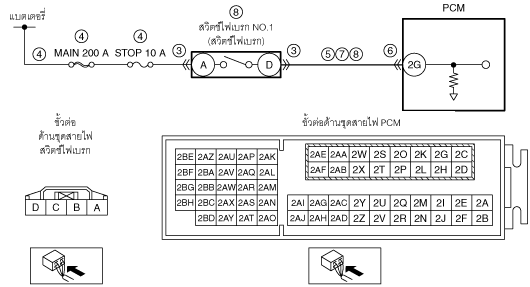 แบตเตอรี่
④ MAIN 200 A ④ STOP 10 A ④
③
⑧
สวิตช์ไฟเบรก NO.1
(สวิตช์ไฟเบรก)
A D
③
⑤⑦⑧
⑥
PCM
2G
ขั้วต่อ
ด้านชุดสายไฟ
สวิตช์ไฟเบรก
D C B A
ขั้วต่อด้านชุดสายไฟ PCM
2BE 2AZ 2AU 2AP 2AK
2BF 2BA 2AV 2AQ 2AL
2BG 2BB 2AW 2AR 2AM
2BH 2BC 2AX 2AS 2AN
2BD 2AY 2AT 2AO
2AE 2AA 2W 2S 2O 2K 2G 2C
2AF 2AB 2X 2T 2P 2L 2H 2D
2AI 2AG 2AC 2Y 2U 2Q 2M 2I 2E 2A
2AJ 2AH 2AD 2Z 2V 2R 2N 2J 2F 2B